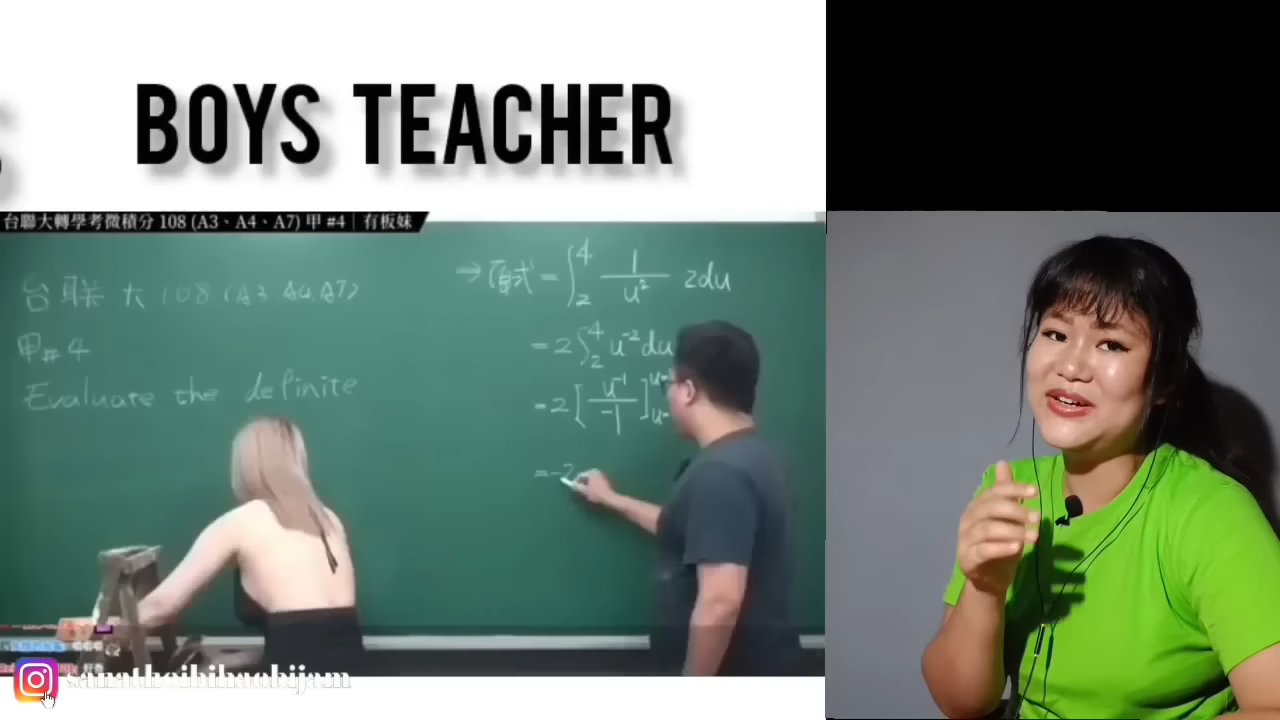 BOYS TEACHER
台聯大轉學考微積分 108 (A3、A4、A7) 甲 #4｜有板妹
台联大 108 (A3 A4 A7)
甲# 4
Evaluate the definite
⇒ 原式 = ∫₂⁴ 1/u² 2du
= 2 ∫₂⁴ u⁻² du
= 2 [ u⁻¹/-1 ]
= -2
sanathoibihaobijam